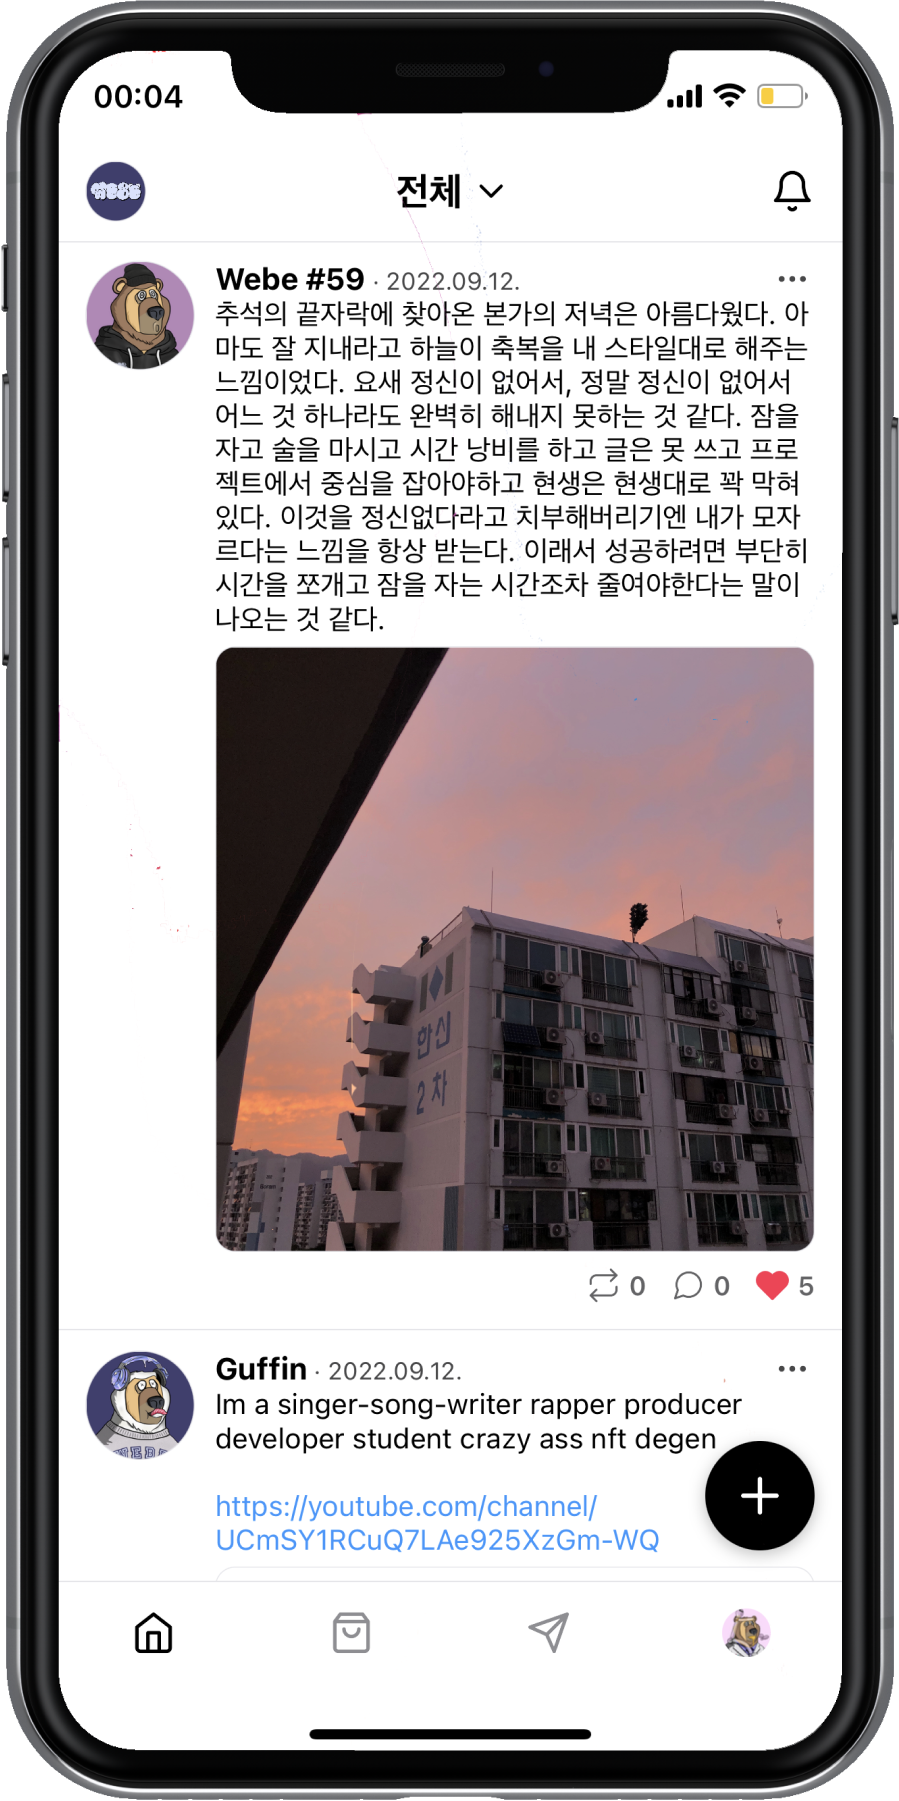 00:04
전체
Webe #59 · 2022.09.12.
추석의 끝자락에 찾아온 본가의 저녁은 아름다웠다. 아
마도 잘 지내라고 하늘이 축복을 내 스타일대로 해주는
느낌이었다. 요새 정신이 없어서, 정말 정신이 없어서
어느 것 하나라도 완벽히 해내지 못하는 것 같다. 잠을
자고 술을 마시고 시간 낭비를 하고 글은 못 쓰고 프로
젝트에서 중심을 잡아야하고 현생은 현생대로 꽉 막혀
있다. 이것을 정신없다라고 치부해버리기엔 내가 모자
르다는 느낌을 항상 받는다. 이래서 성공하려면 부단히
시간을 쪼개고 잠을 자는 시간조차 줄여야한다는 말이
나오는 것 같다.
한신
2차
0 0 5
Guffin · 2022.09.12.
Im a singer-song-writer rapper producer
developer student crazy ass nft degen
https://youtube.com/channel/
UCmSY1RCuQ7LAe925XzGm-WQ